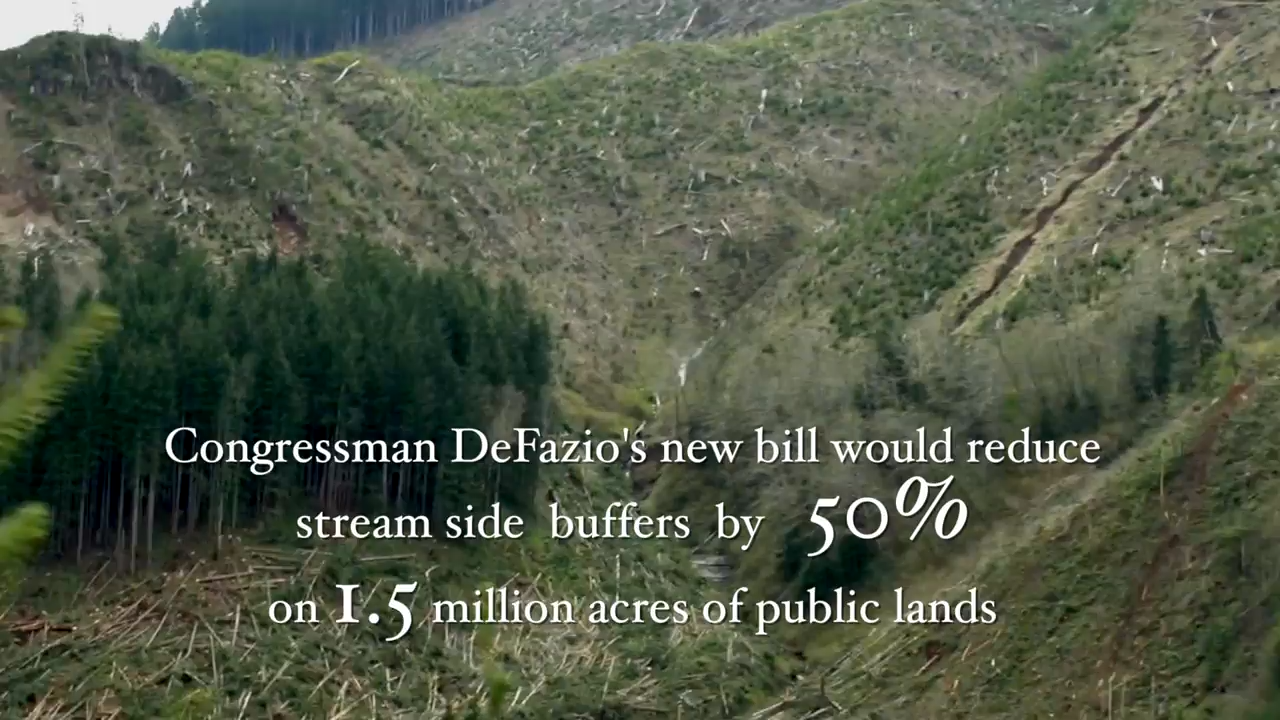 Congressman DeFazio's new bill would reduce
stream side buffers by 50%
on 1.5 million acres of public lands